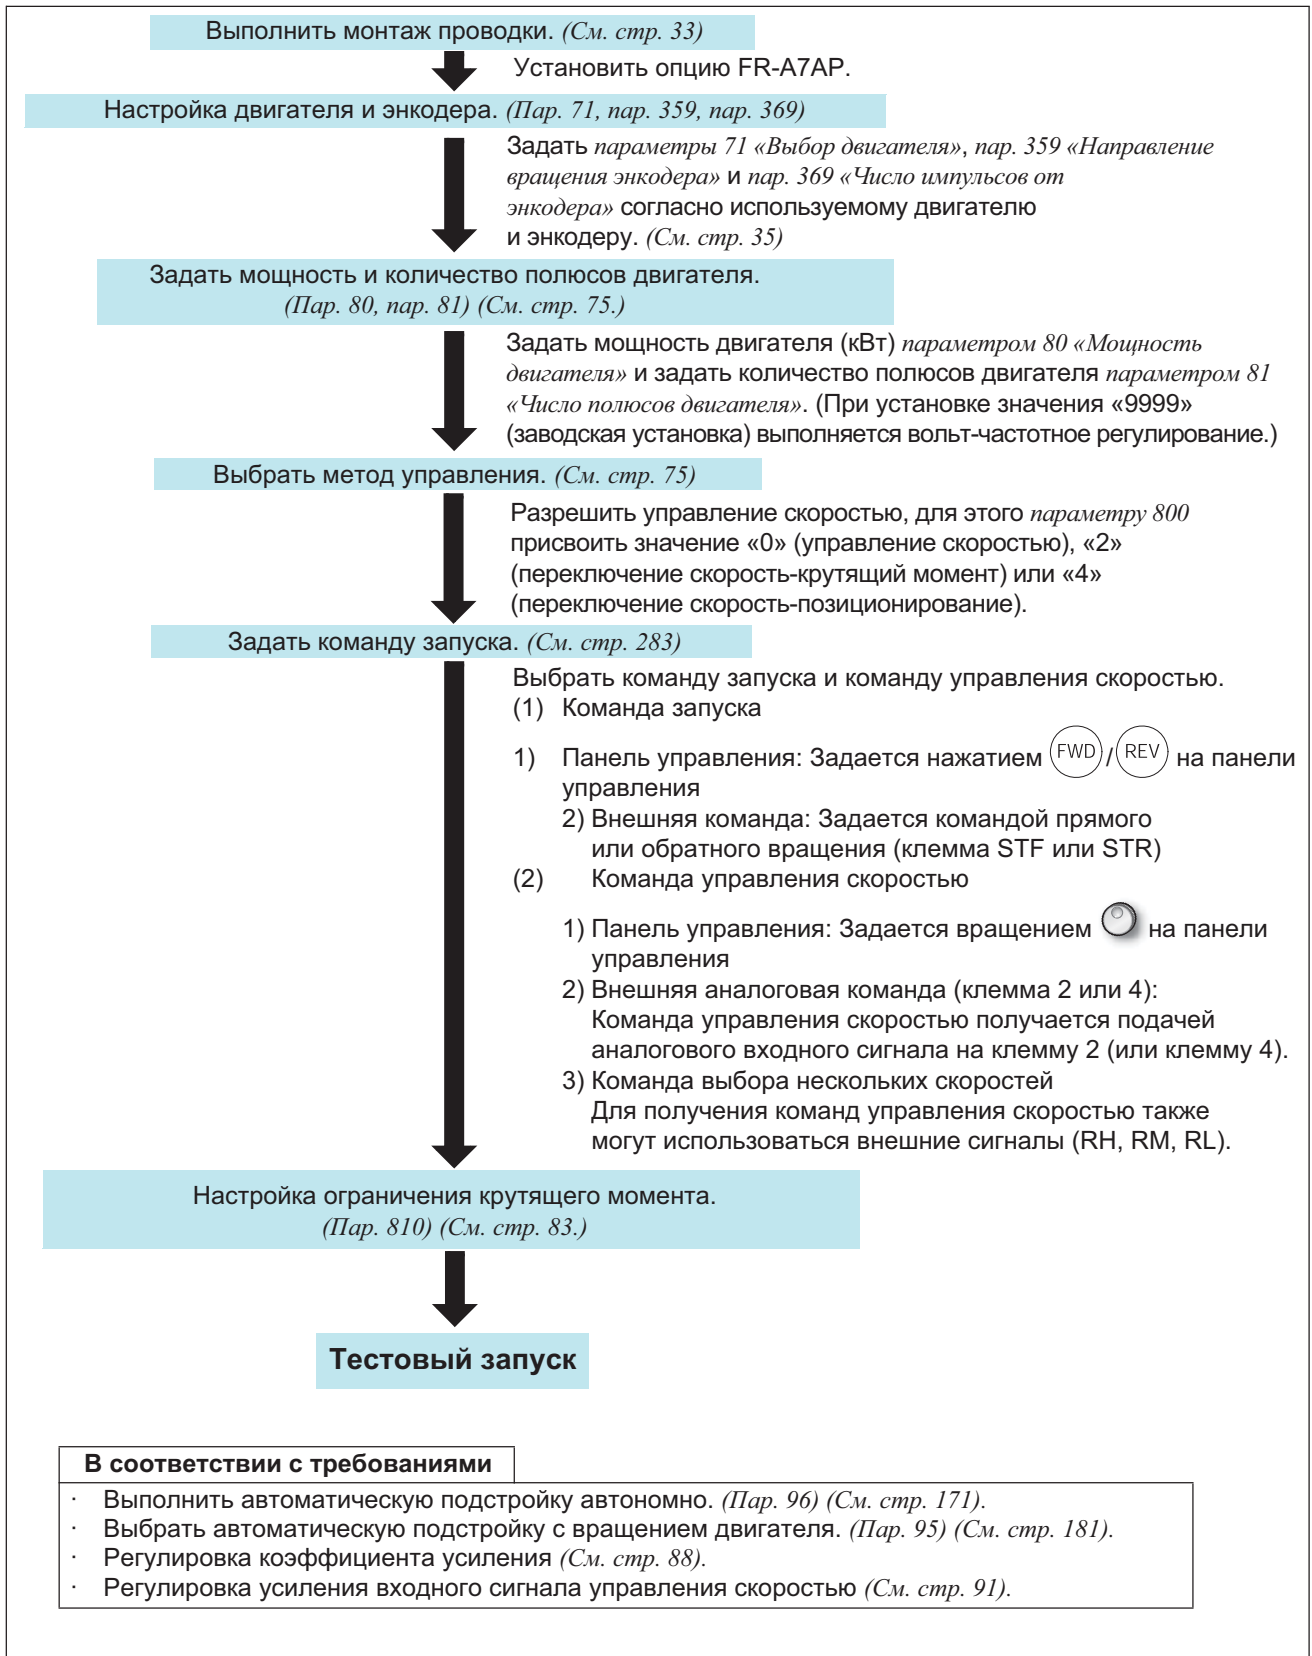 Выполнить монтаж проводки. (См. стр. 33)
Установить опцию FR-A7AP.
Настройка двигателя и энкодера. (Пар. 71, пар. 359, пар. 369)
Задать параметры 71 «Выбор двигателя», пар. 359 «Направление
вращения энкодера» и пар. 369 «Число импульсов от
энкодера» согласно используемому двигателю
и энкодеру. (См. стр. 35)
Задать мощность и количество полюсов двигателя.
(Пар. 80, пар. 81) (См. стр. 75.)
Задать мощность двигателя (кВт) параметром 80 «Мощность
двигателя» и задать количество полюсов двигателя параметром 81
«Число полюсов двигателя». (При установке значения «9999»
(заводская установка) выполняется вольт-частотное регулирование.)
Выбрать метод управления. (См. стр. 75)
Разрешить управление скоростью, для этого параметру 800
присвоить значение «0» (управление скоростью), «2»
(переключение скорость-крутящий момент) или «4»
(переключение скорость-позиционирование).
Задать команду запуска. (См. стр. 283)
Выбрать команду запуска и команду управления скоростью.
(1) Команда запуска
1) Панель управления: Задается нажатием FWD / REV на панели
управления
2) Внешняя команда: Задается командой прямого
или обратного вращения (клемма STF или STR)
(2) Команда управления скоростью
1) Панель управления: Задается вращением на панели
управления
2) Внешняя аналоговая команда (клемма 2 или 4):
Команда управления скоростью получается подачей
аналогового входного сигнала на клемму 2 (или клемму 4).
3) Команда выбора нескольких скоростей
Для получения команд управления скоростью также
могут использоваться внешние сигналы (RH, RM, RL).
Настройка ограничения крутящего момента.
(Пар. 810) (См. стр. 83.)
Тестовый запуск
В соответствии с требованиями
· Выполнить автоматическую подстройку автономно. (Пар. 96) (См. стр. 171).
· Выбрать автоматическую подстройку с вращением двигателя. (Пар. 95) (См. стр. 181).
· Регулировка коэффициента усиления (См. стр. 88).
· Регулировка усиления входного сигнала управления скоростью (См. стр. 91).